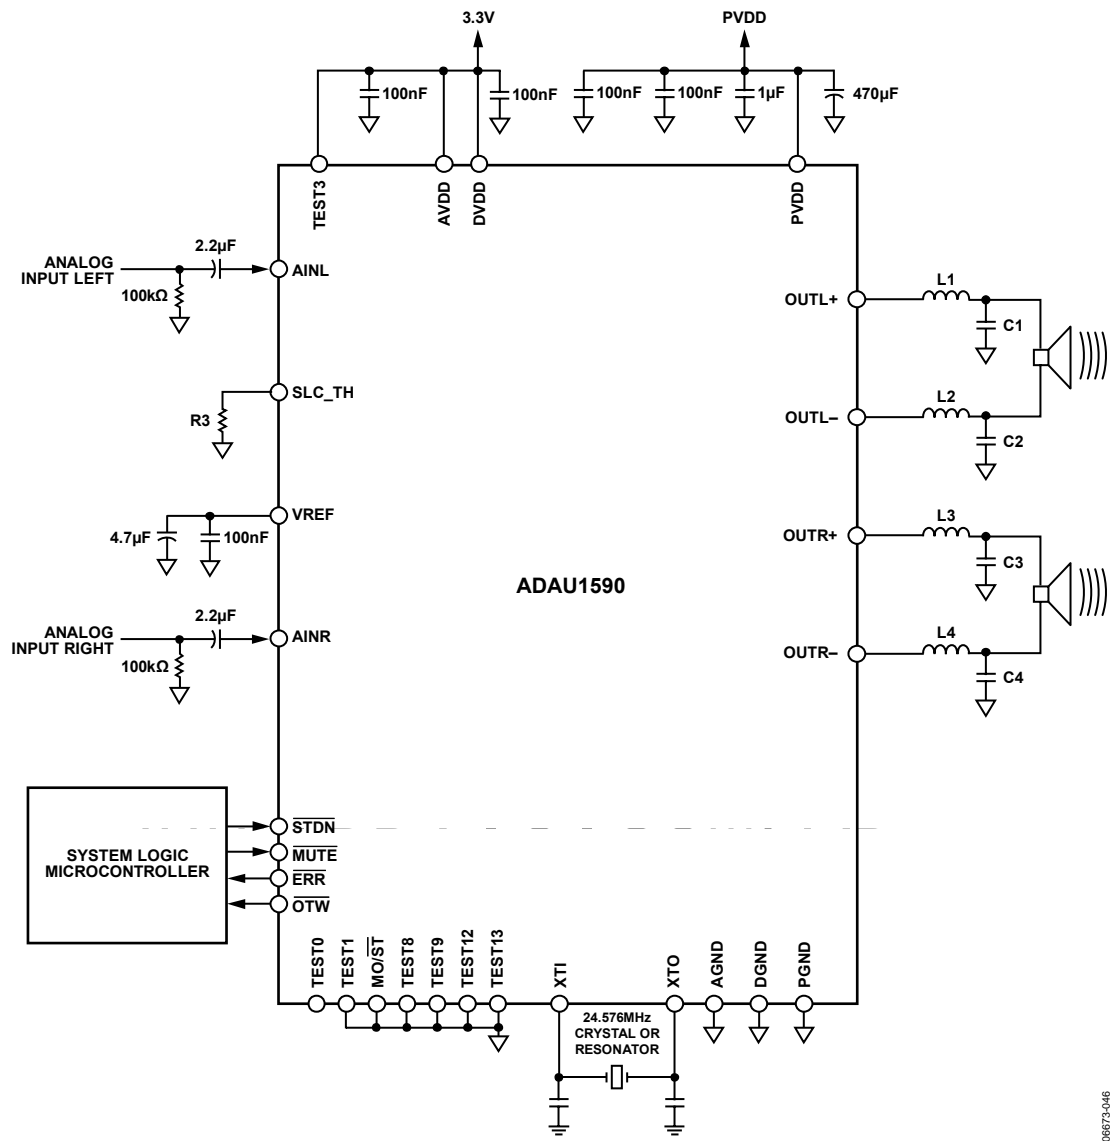 3.3V
PVDD
100nF
100nF
100nF
100nF
1µF
470µF
TEST3
AVDD
DVDD
PVDD
ANALOG
INPUT LEFT
2.2µF
100kΩ
AINL
OUTL+
L1
C1
SLC_TH
R3
OUTL–
L2
C2
VREF
4.7µF
100nF
OUTR+
L3
C3
ADAU1590
ANALOG
INPUT RIGHT
2.2µF
100kΩ
AINR
OUTR–
L4
C4
SYSTEM LOGIC
MICROCONTROLLER
STDN
MUTE
ERR
OTW
TEST0
TEST1
MO/ST
TEST8
TEST9
TEST12
TEST13
XTI
XTO
AGND
DGND
PGND
24.576MHz
CRYSTAL OR
RESONATOR
06673-046